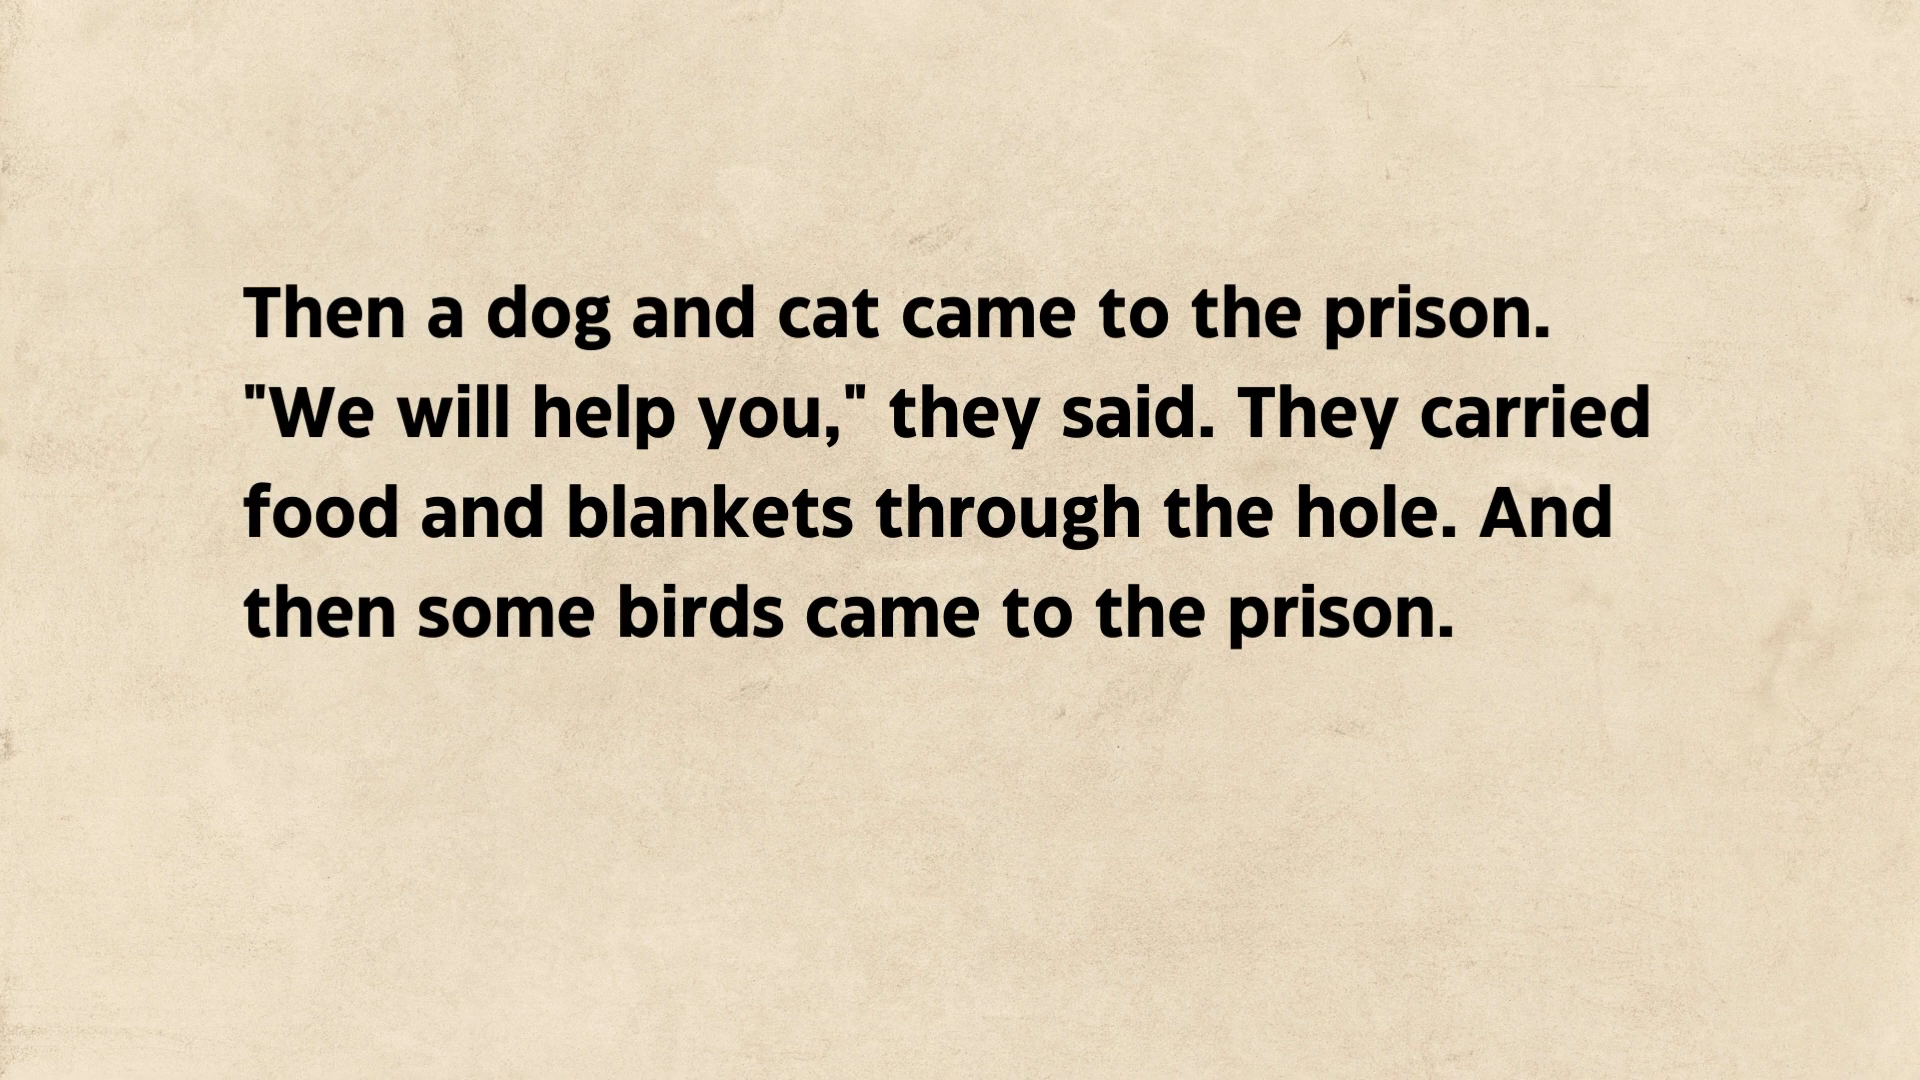 Then a dog and cat came to the prison.
"We will help you," they said. They carried
food and blankets through the hole. And
then some birds came to the prison.